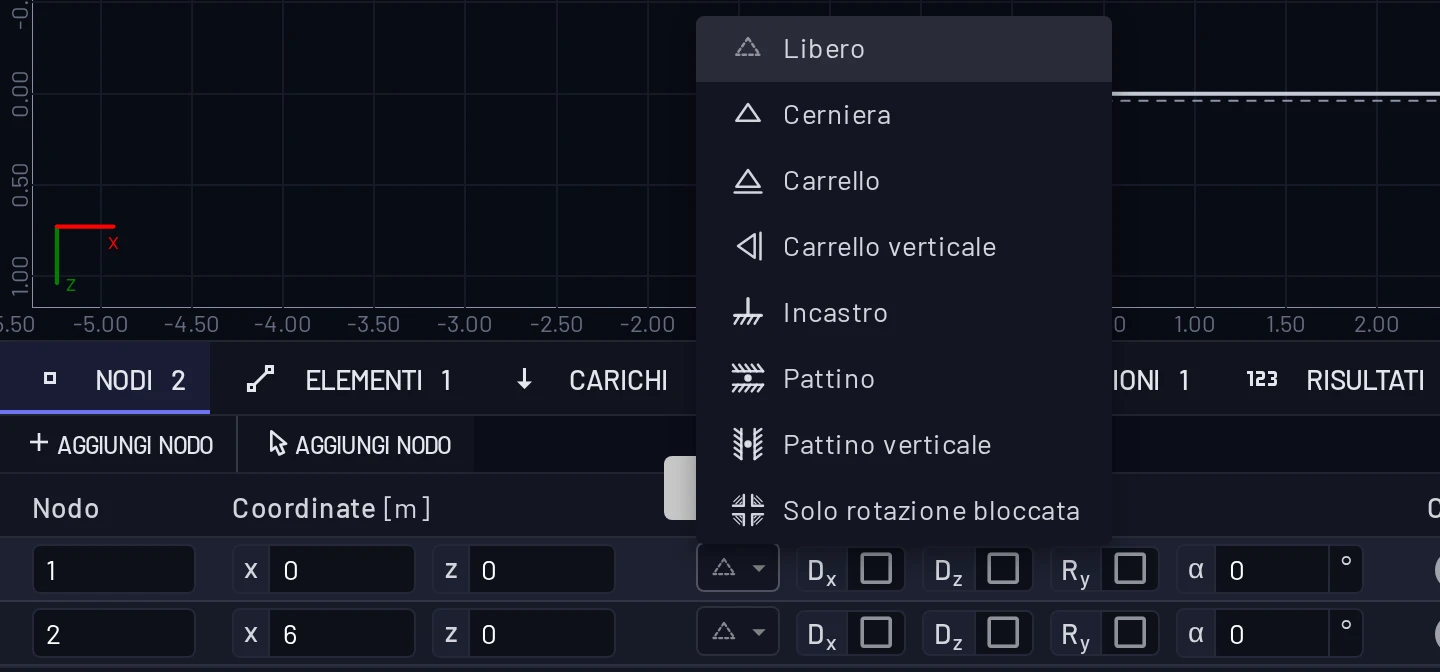 -0.
0.00
0.50
1.00
x
z
5.50 -5.00 -4.50 -4.00 -3.50 -3.00 -2.50 -2.00 0 1.00 1.50 2.00
Libero
Cerniera
Carrello
Carrello verticale
Incastro
Pattino
Pattino verticale
Solo rotazione bloccata
NODI 2 ELEMENTI 1 CARICHI IONI 1 123 RISULTATI
+ AGGIUNGI NODO AGGIUNGI NODO
Nodo Coordinate [m]
1 x 0 z 0 Dx Dz Ry α 0 °
2 x 6 z 0 Dx Dz Ry α 0 °